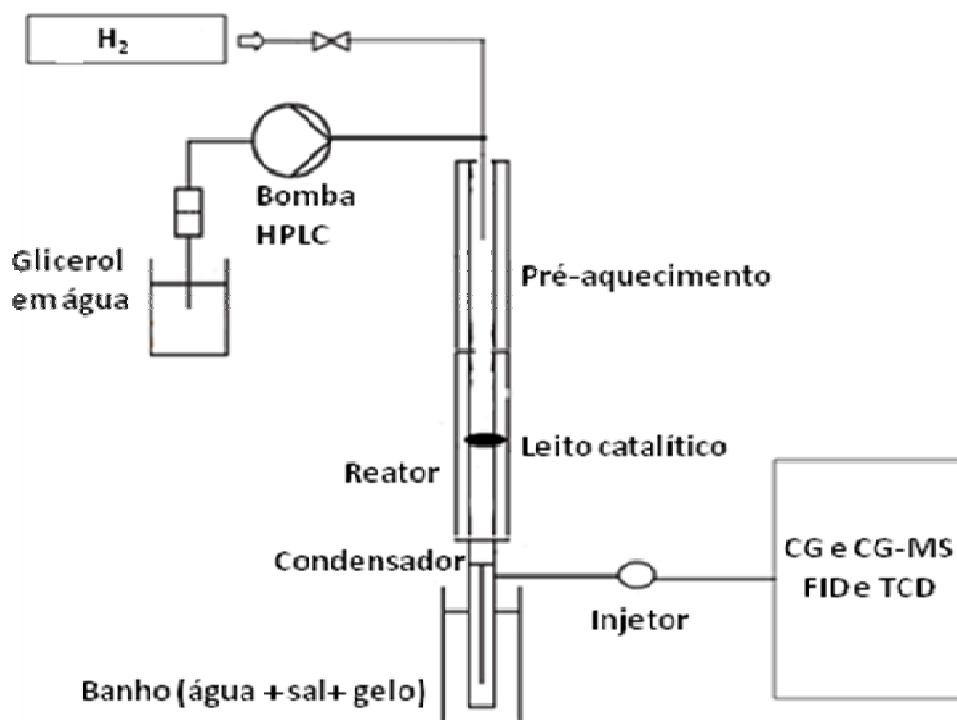 H₂
Bomba
HPLC
Glicerol
em água
Pré-aquecimento
Leito catalítico
Reator
Condensador
CG e CG-MS
FID e TCD
Injetor
Banho (água + sal+ gelo)